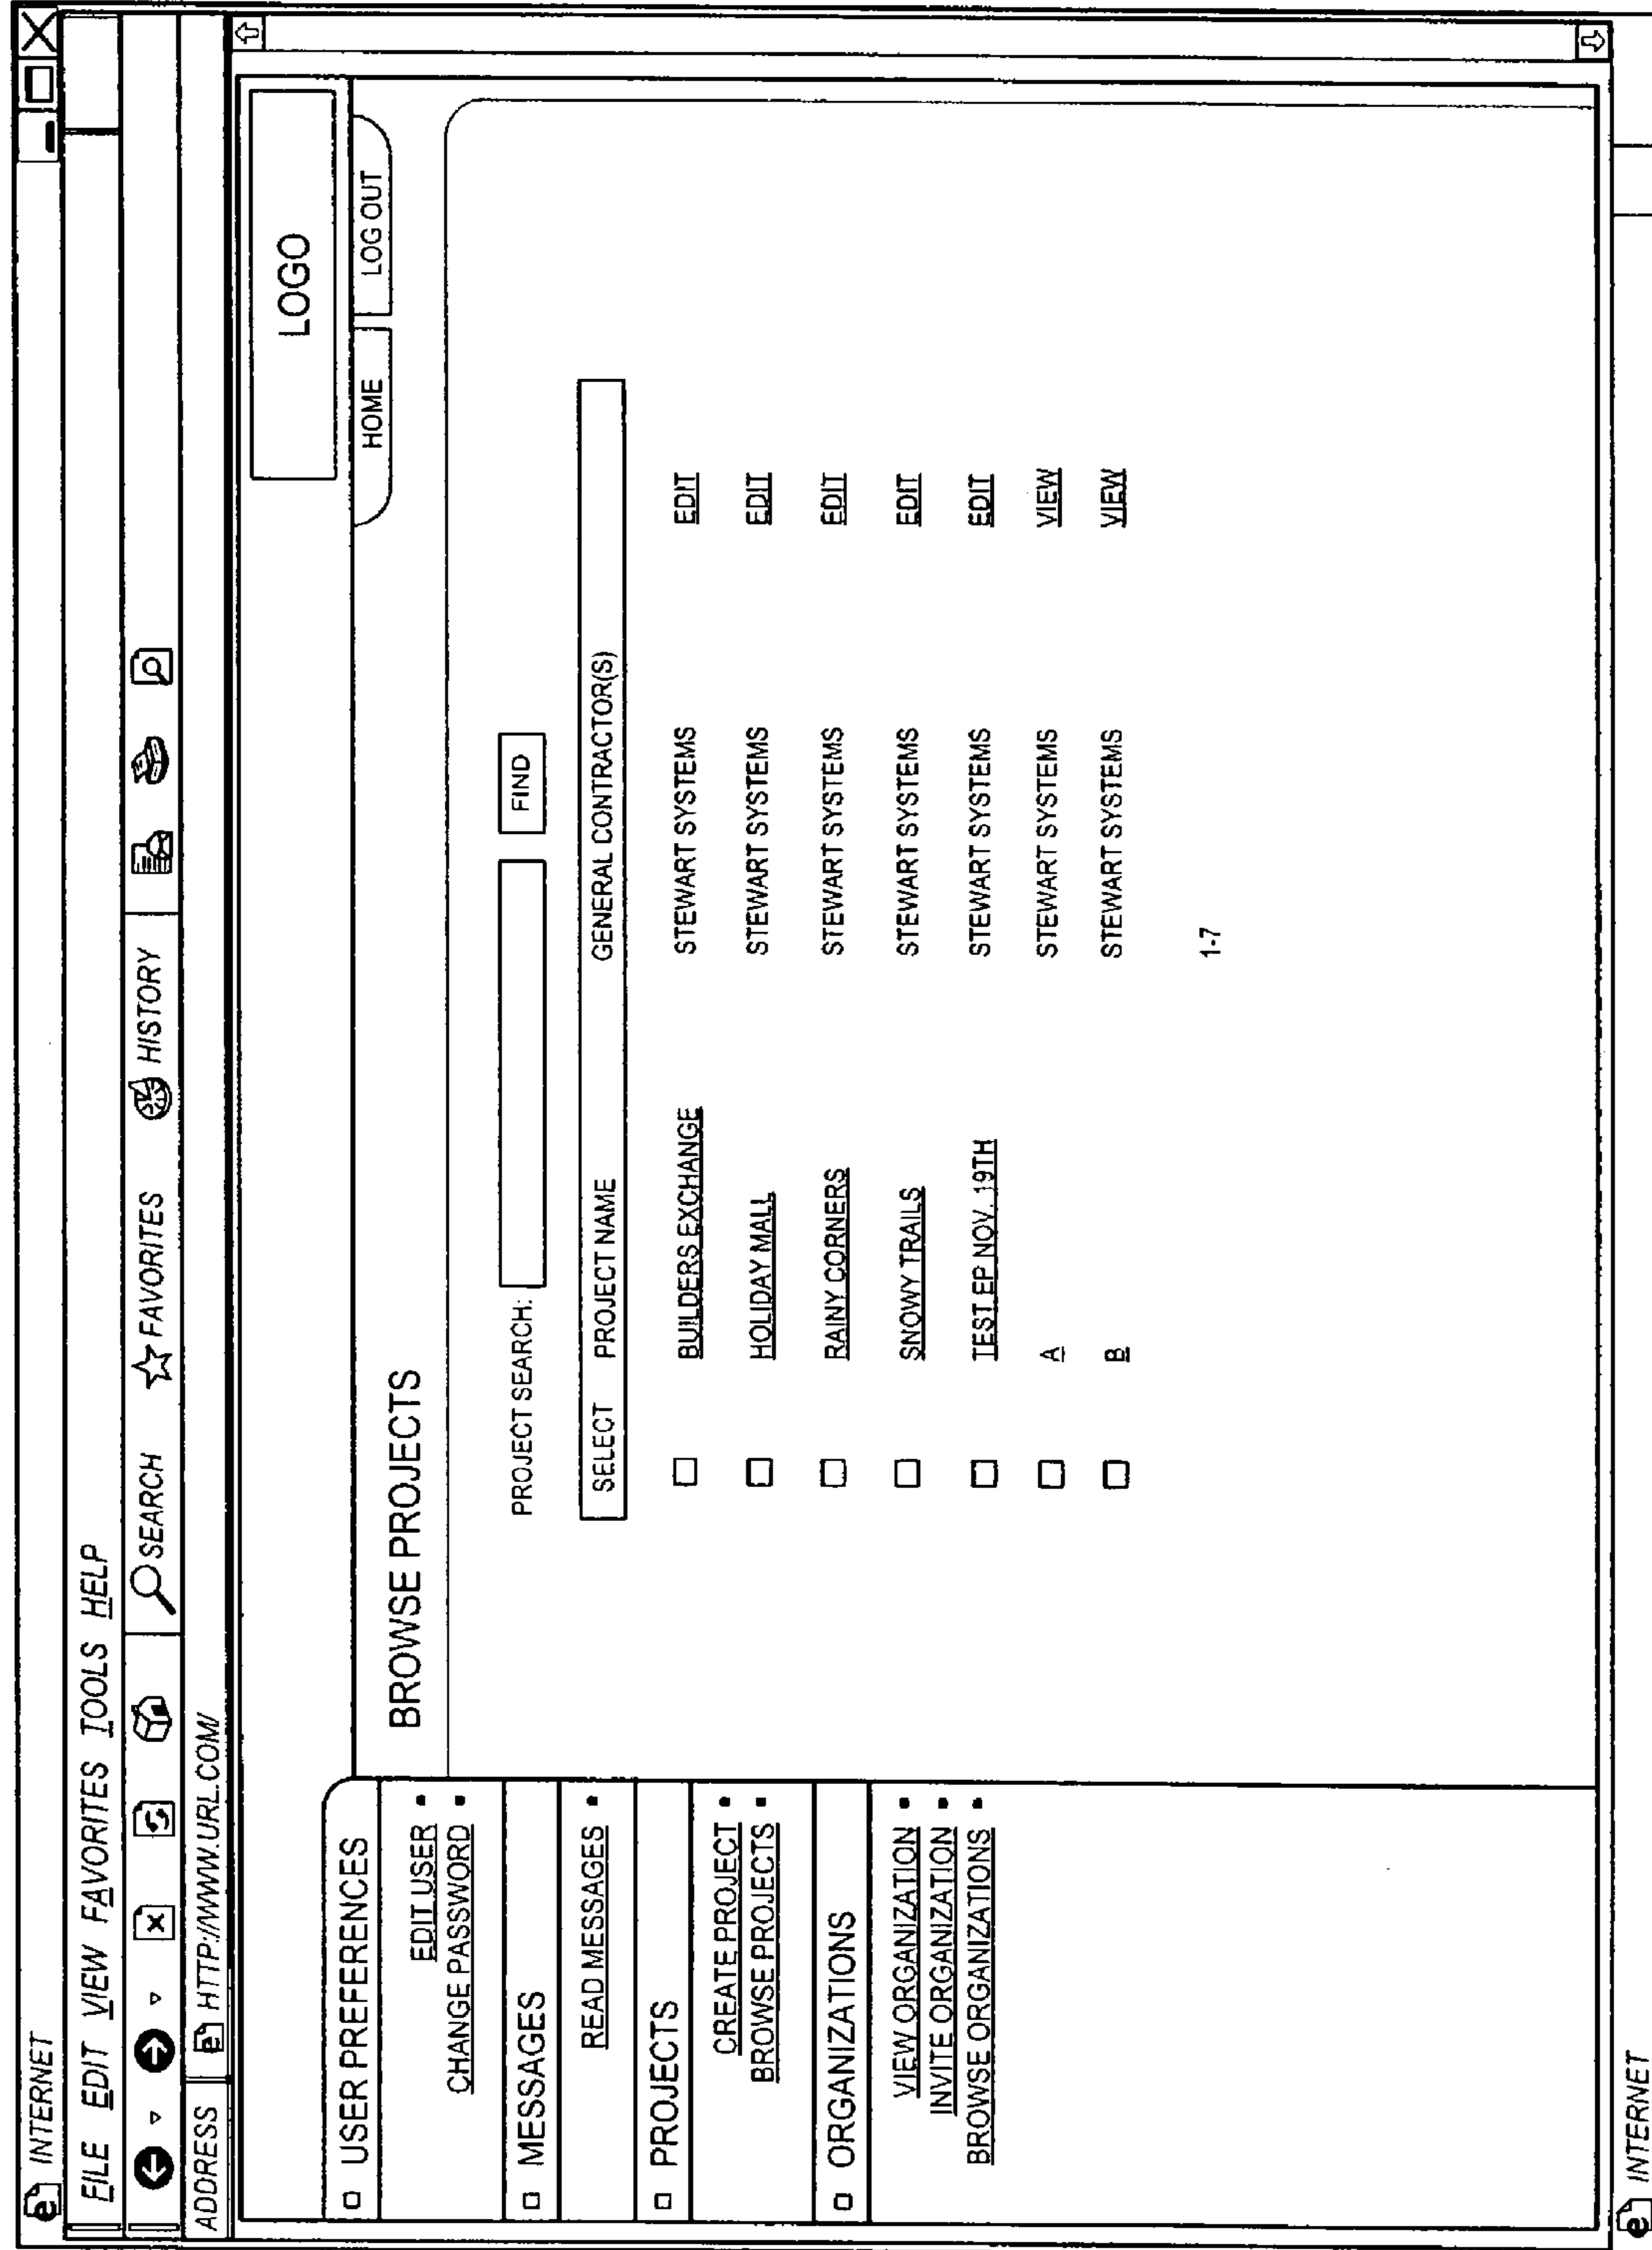 INTERNET
FILE EDIT VIEW FAVORITES TOOLS HELP
SEARCH FAVORITES HISTORY
ADDRESS HTTP://WWW.URL.COM/
LOGO
HOME LOG OUT
USER PREFERENCES
EDIT USER
CHANGE PASSWORD
MESSAGES
READ MESSAGES
PROJECTS
CREATE PROJECT
BROWSE PROJECTS
ORGANIZATIONS
VIEW ORGANIZATION
INVITE ORGANIZATION
BROWSE ORGANIZATIONS
BROWSE PROJECTS
PROJECT SEARCH: FIND
SELECT PROJECT NAME GENERAL CONTRACTOR(S)
BUILDERS EXCHANGE STEWART SYSTEMS EDIT
HOLIDAY MALL STEWART SYSTEMS EDIT
RAINY CORNERS STEWART SYSTEMS EDIT
SNOWY TRAILS STEWART SYSTEMS EDIT
TEST EP NOV. 19TH STEWART SYSTEMS EDIT
A STEWART SYSTEMS VIEW
B STEWART SYSTEMS VIEW
1-7
INTERNET